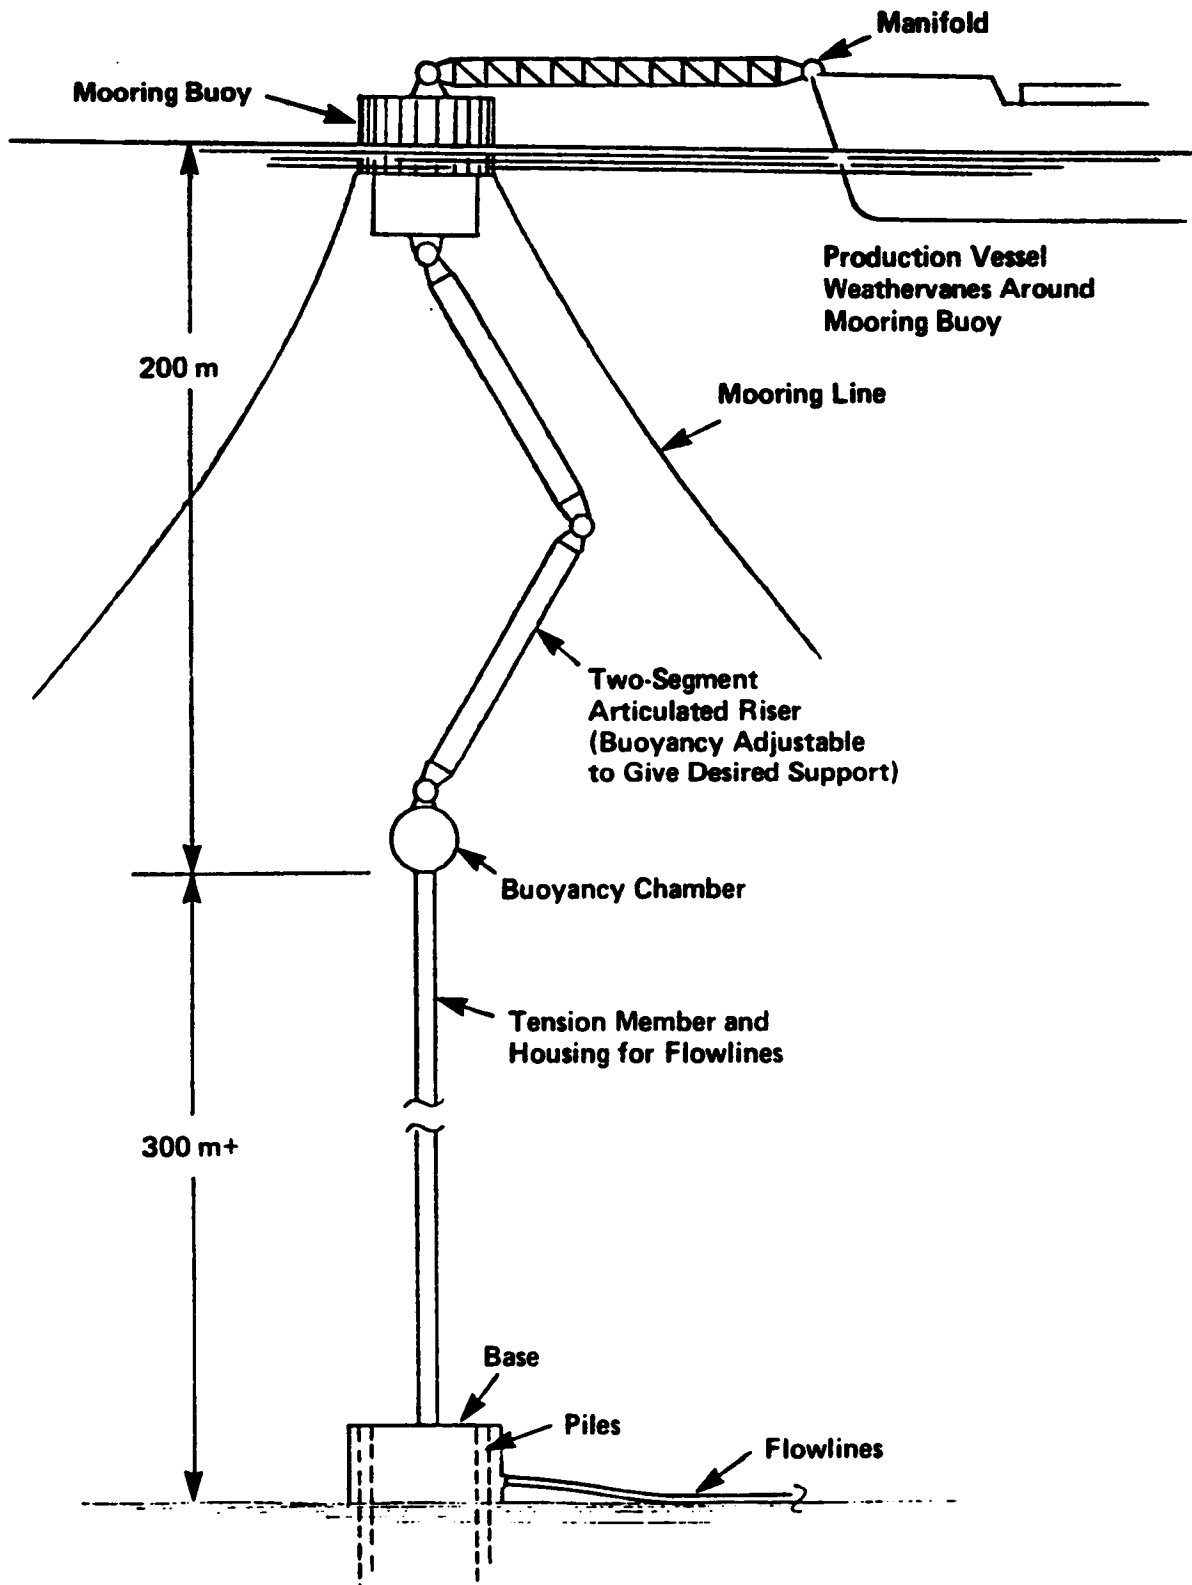 Manifold
Mooring Buoy
Production Vessel
Weathervanes Around
Mooring Buoy
200 m
Mooring Line
Two-Segment
Articulated Riser
(Buoyancy Adjustable
to Give Desired Support)
Buoyancy Chamber
Tension Member and
Housing for Flowlines
300 m+
Base
Piles
Flowlines